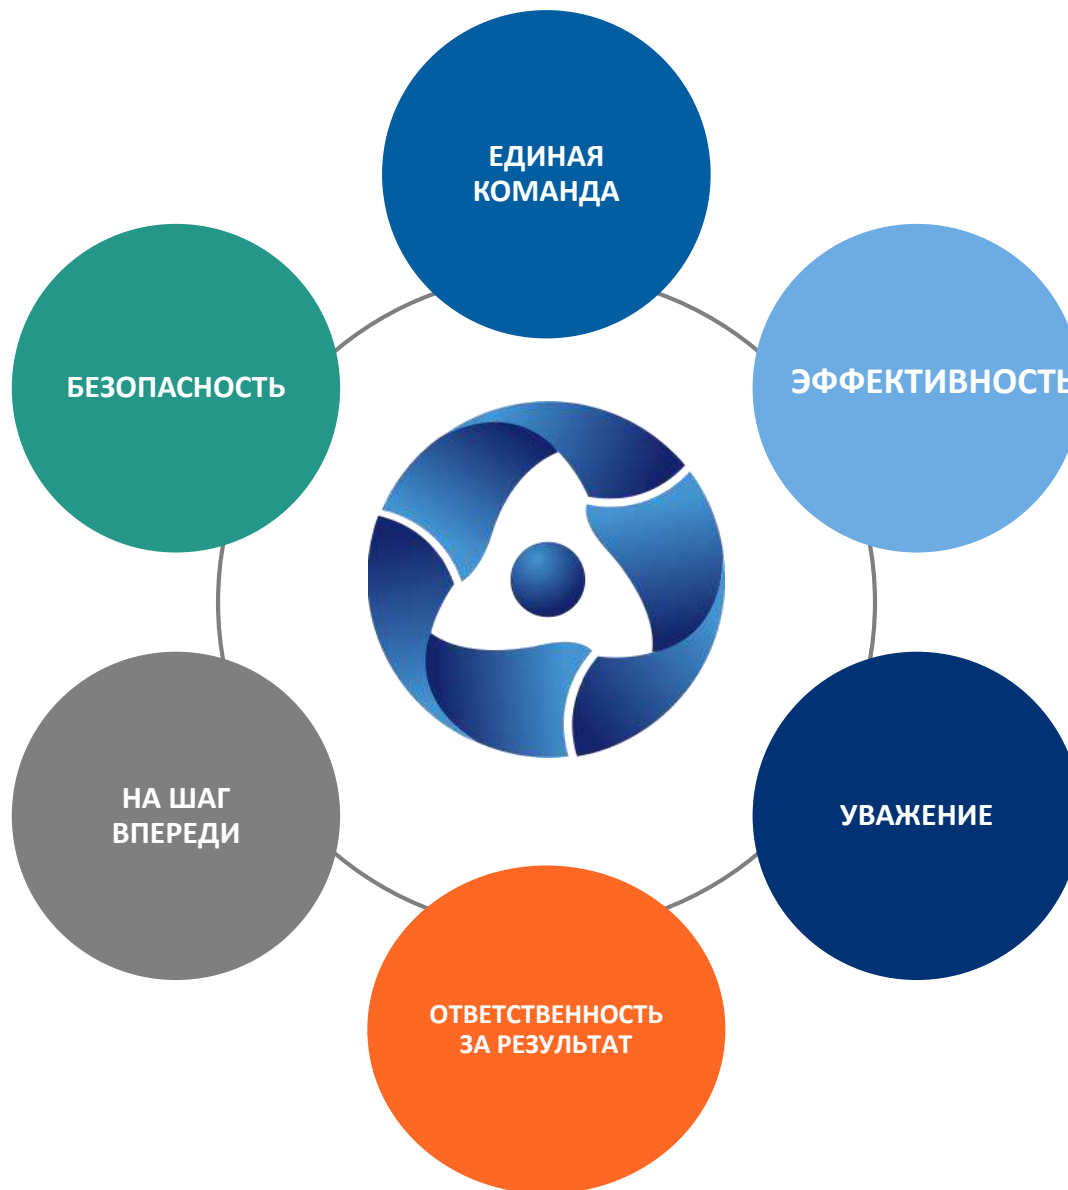 ЕДИНАЯ
КОМАНДА
БЕЗОПАСНОСТЬ
ЭФФЕКТИВНОСТЬ
НА ШАГ
ВПЕРЕДИ
УВАЖЕНИЕ
ОТВЕТСТВЕННОСТЬ
ЗА РЕЗУЛЬТАТ